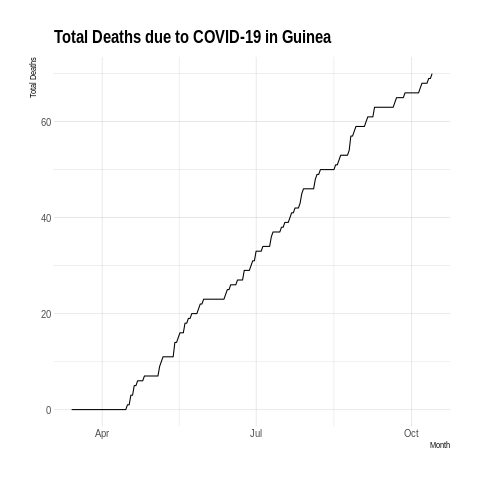 Total Deaths due to COVID-19 in Guinea
Total Deaths
60
40
20
0
Apr
Jul
Oct
Month